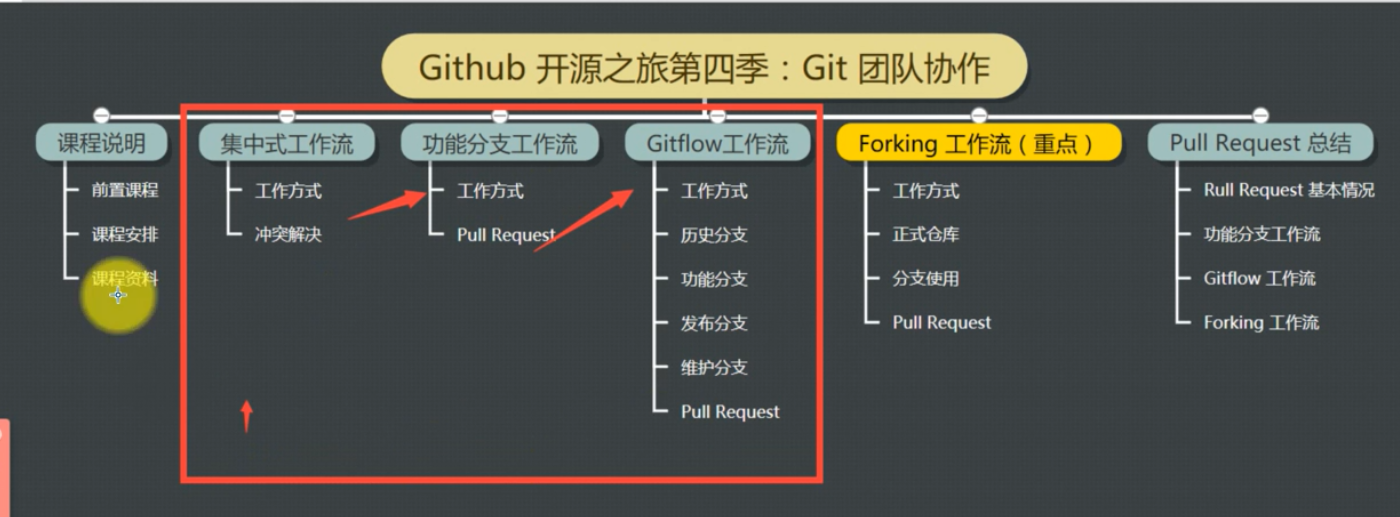 Github 开源之旅第四季：Git 团队协作
课程说明
前置课程
课程安排
课程资料
集中式工作流
工作方式
冲突解决
功能分支工作流
工作方式
Pull Request
Gitflow工作流
工作方式
历史分支
功能分支
发布分支
维护分支
Pull Request
Forking 工作流（重点）
工作方式
正式仓库
分支使用
Pull Request
Pull Request 总结
Rull Request 基本情况
功能分支工作流
Gitflow 工作流
Forking 工作流